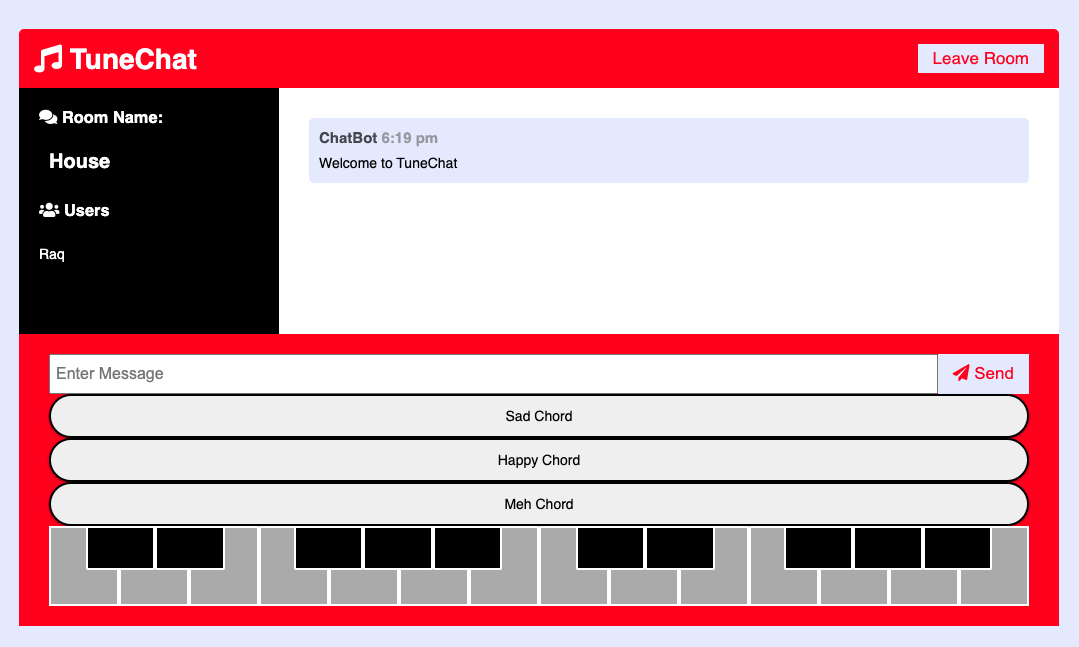 TuneChat
Leave Room
Room Name:
House
Users
Raq
ChatBot 6:19 pm
Welcome to TuneChat
Enter Message
Send
Sad Chord
Happy Chord
Meh Chord